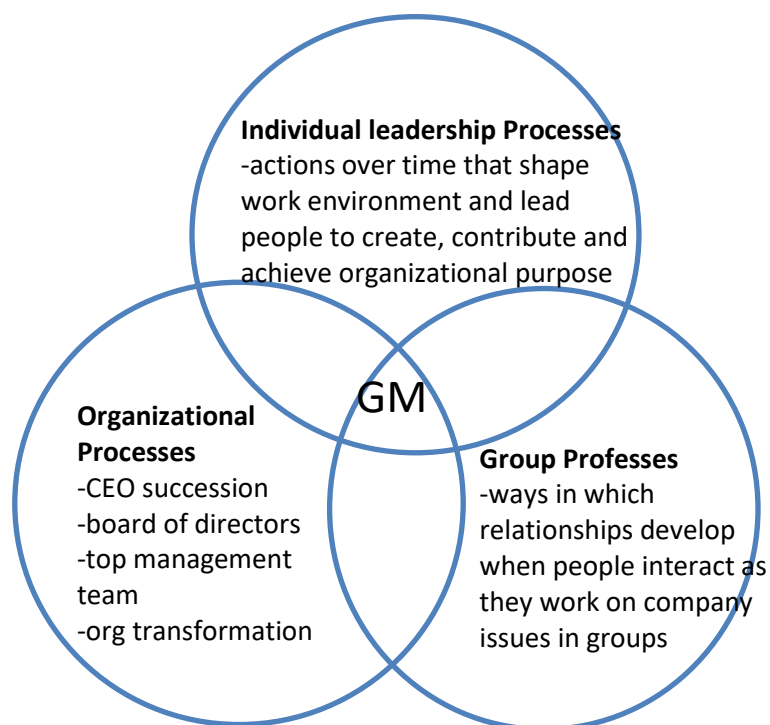 Individual leadership Processes
-actions over time that shape
work environment and lead
people to create, contribute and
achieve organizational purpose
GM
Organizational
Processes
-CEO succession
-board of directors
-top management
team
-org transformation
Group Professes
-ways in which
relationships develop
when people interact as
they work on company
issues in groups